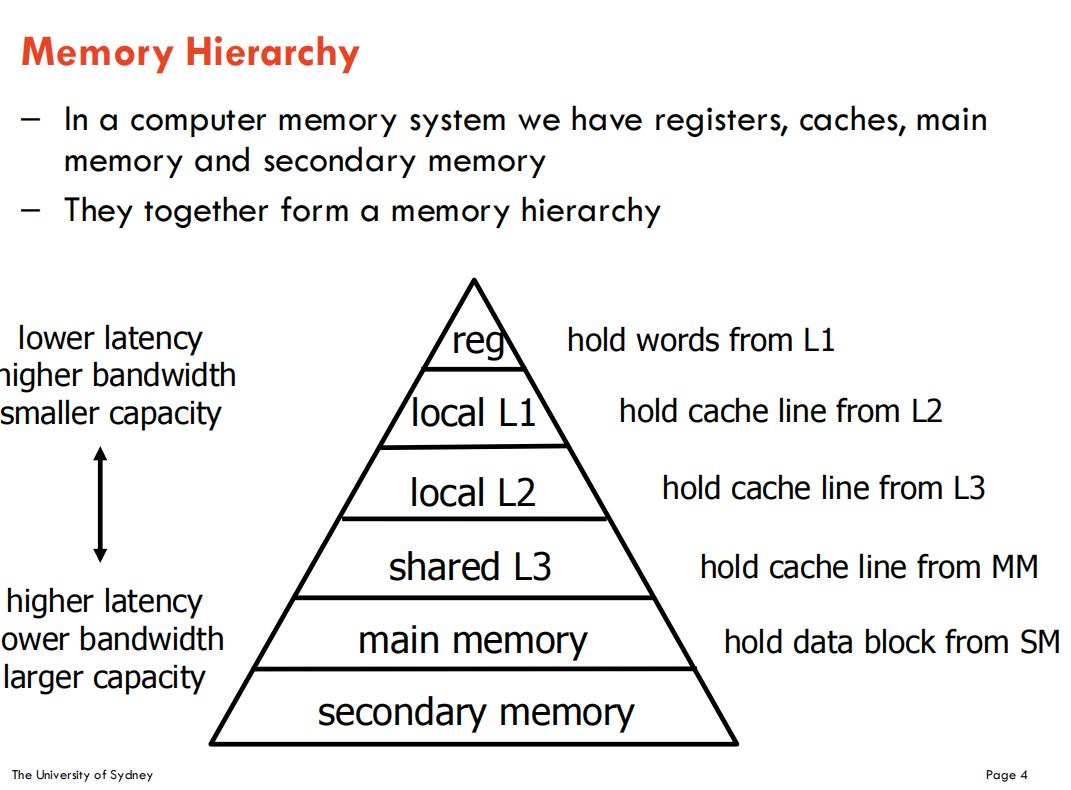 Memory Hierarchy
– In a computer memory system we have registers, caches, main
memory and secondary memory
– They together form a memory hierarchy
lower latency
higher bandwidth
smaller capacity
reg
hold words from L1
local L1
hold cache line from L2
local L2
hold cache line from L3
shared L3
hold cache line from MM
higher latency
lower bandwidth
larger capacity
main memory
hold data block from SM
secondary memory
The University of Sydney
Page 4